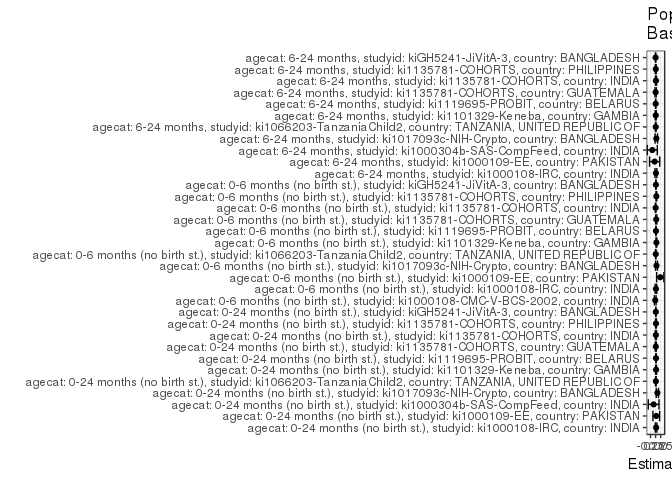 Pop
Bas
agecat: 6-24 months, studyid: kiGH5241-JiVitA-3, country: BANGLADESH
agecat: 6-24 months, studyid: ki1135781-COHORTS, country: PHILIPPINES
agecat: 6-24 months, studyid: ki1135781-COHORTS, country: INDIA
agecat: 6-24 months, studyid: ki1135781-COHORTS, country: GUATEMALA
agecat: 6-24 months, studyid: ki1119695-PROBIT, country: BELARUS
agecat: 6-24 months, studyid: ki1101329-Keneba, country: GAMBIA
agecat: 6-24 months, studyid: ki1066203-TanzaniaChild2, country: TANZANIA, UNITED REPUBLIC OF
agecat: 6-24 months, studyid: ki1017093c-NIH-Crypto, country: BANGLADESH
agecat: 6-24 months, studyid: ki1000304b-SAS-CompFeed, country: INDIA
agecat: 6-24 months, studyid: ki1000109-EE, country: PAKISTAN
agecat: 6-24 months, studyid: ki1000108-IRC, country: INDIA
agecat: 0-6 months (no birth st.), studyid: kiGH5241-JiVitA-3, country: BANGLADESH
agecat: 0-6 months (no birth st.), studyid: ki1135781-COHORTS, country: PHILIPPINES
agecat: 0-6 months (no birth st.), studyid: ki1135781-COHORTS, country: INDIA
agecat: 0-6 months (no birth st.), studyid: ki1135781-COHORTS, country: GUATEMALA
agecat: 0-6 months (no birth st.), studyid: ki1119695-PROBIT, country: BELARUS
agecat: 0-6 months (no birth st.), studyid: ki1101329-Keneba, country: GAMBIA
agecat: 0-6 months (no birth st.), studyid: ki1066203-TanzaniaChild2, country: TANZANIA, UNITED REPUBLIC OF
agecat: 0-6 months (no birth st.), studyid: ki1017093c-NIH-Crypto, country: BANGLADESH
agecat: 0-6 months (no birth st.), studyid: ki1000109-EE, country: PAKISTAN
agecat: 0-6 months (no birth st.), studyid: ki1000108-IRC, country: INDIA
agecat: 0-6 months (no birth st.), studyid: ki1000108-CMC-V-BCS-2002, country: INDIA
agecat: 0-24 months (no birth st.), studyid: kiGH5241-JiVitA-3, country: BANGLADESH
agecat: 0-24 months (no birth st.), studyid: ki1135781-COHORTS, country: PHILIPPINES
agecat: 0-24 months (no birth st.), studyid: ki1135781-COHORTS, country: INDIA
agecat: 0-24 months (no birth st.), studyid: ki1135781-COHORTS, country: GUATEMALA
agecat: 0-24 months (no birth st.), studyid: ki1119695-PROBIT, country: BELARUS
agecat: 0-24 months (no birth st.), studyid: ki1101329-Keneba, country: GAMBIA
agecat: 0-24 months (no birth st.), studyid: ki1066203-TanzaniaChild2, country: TANZANIA, UNITED REPUBLIC OF
agecat: 0-24 months (no birth st.), studyid: ki1017093c-NIH-Crypto, country: BANGLADESH
agecat: 0-24 months (no birth st.), studyid: ki1000304b-SAS-CompFeed, country: INDIA
agecat: 0-24 months (no birth st.), studyid: ki1000109-EE, country: PAKISTAN
agecat: 0-24 months (no birth st.), studyid: ki1000108-IRC, country: INDIA
Estima